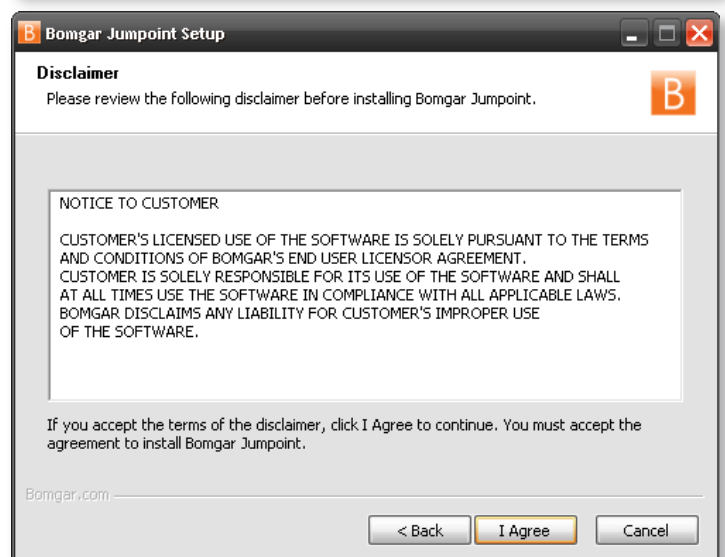 B Bomgar Jumpoint Setup
Disclaimer
Please review the following disclaimer before installing Bomgar Jumpoint.
B
NOTICE TO CUSTOMER
CUSTOMER'S LICENSED USE OF THE SOFTWARE IS SOLELY PURSUANT TO THE TERMS
AND CONDITIONS OF BOMGAR'S END USER LICENSOR AGREEMENT.
CUSTOMER IS SOLELY RESPONSIBLE FOR ITS USE OF THE SOFTWARE AND SHALL
AT ALL TIMES USE THE SOFTWARE IN COMPLIANCE WITH ALL APPLICABLE LAWS.
BOMGAR DISCLAIMS ANY LIABILITY FOR CUSTOMER'S IMPROPER USE
OF THE SOFTWARE.
If you accept the terms of the disclaimer, click I Agree to continue. You must accept the
agreement to install Bomgar Jumpoint.
Bomgar.com
< Back I Agree Cancel